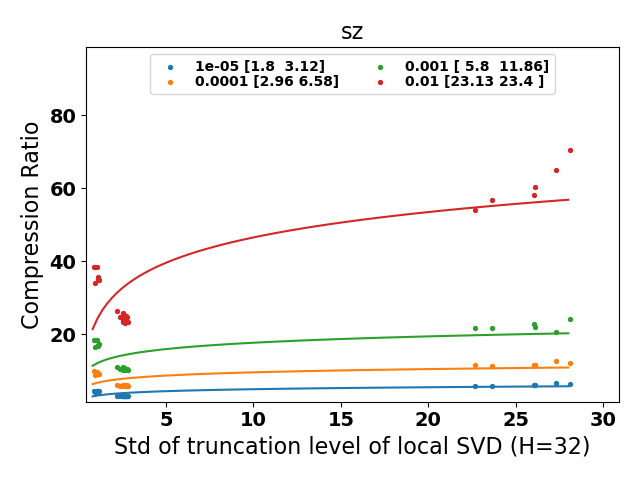 sz
1e-05 [1.8  3.12]
0.0001 [2.96 6.58]
0.001 [ 5.8  11.86]
0.01 [23.13 23.4 ]
80
60
40
20
Compression Ratio
5 10 15 20 25 30
Std of truncation level of local SVD (H=32)